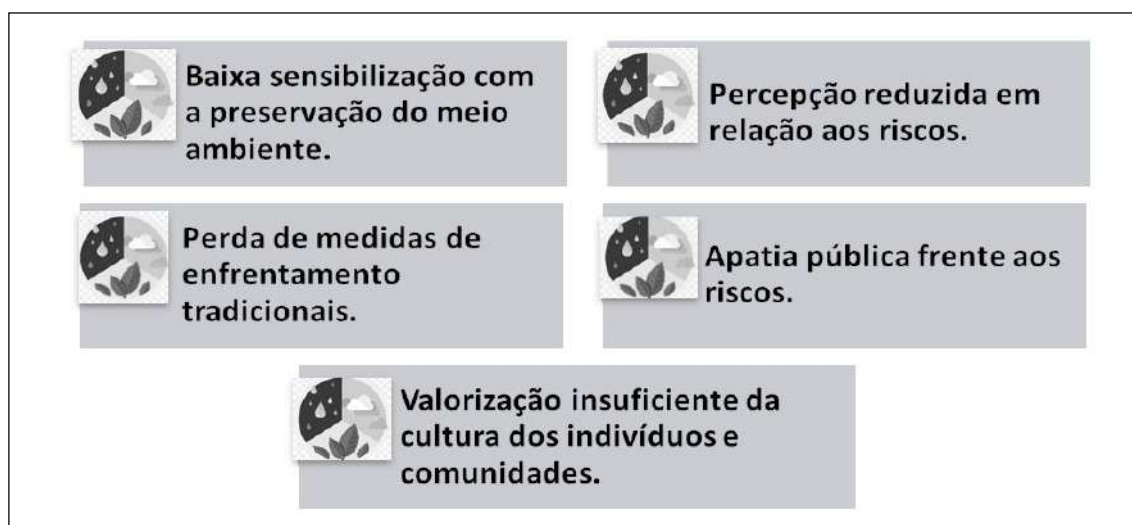 Baixa sensibilização com
a preservação do meio
ambiente.
Percepção reduzida em
relação aos riscos.
Perda de medidas de
enfrentamento
tradicionais.
Apatia pública frente aos
riscos.
Valorização insuficiente da
cultura dos indivíduos e
comunidades.